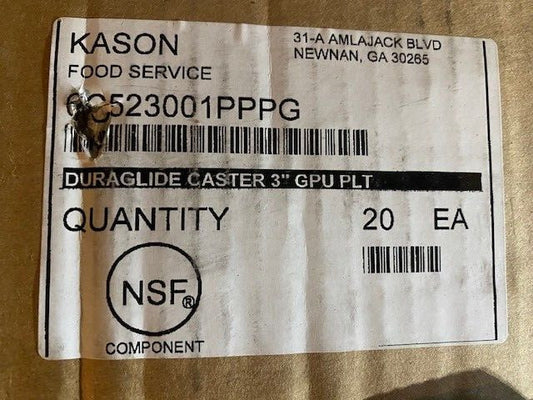 KASON
31-A AMLAJACK BLVD
FOOD SERVICE
NEWNAN, GA 30265
6C523001PPPG
DURAGLIDE CASTER 3" GPU PLT
QUANTITY 20 EA
NSF®
COMPONENT